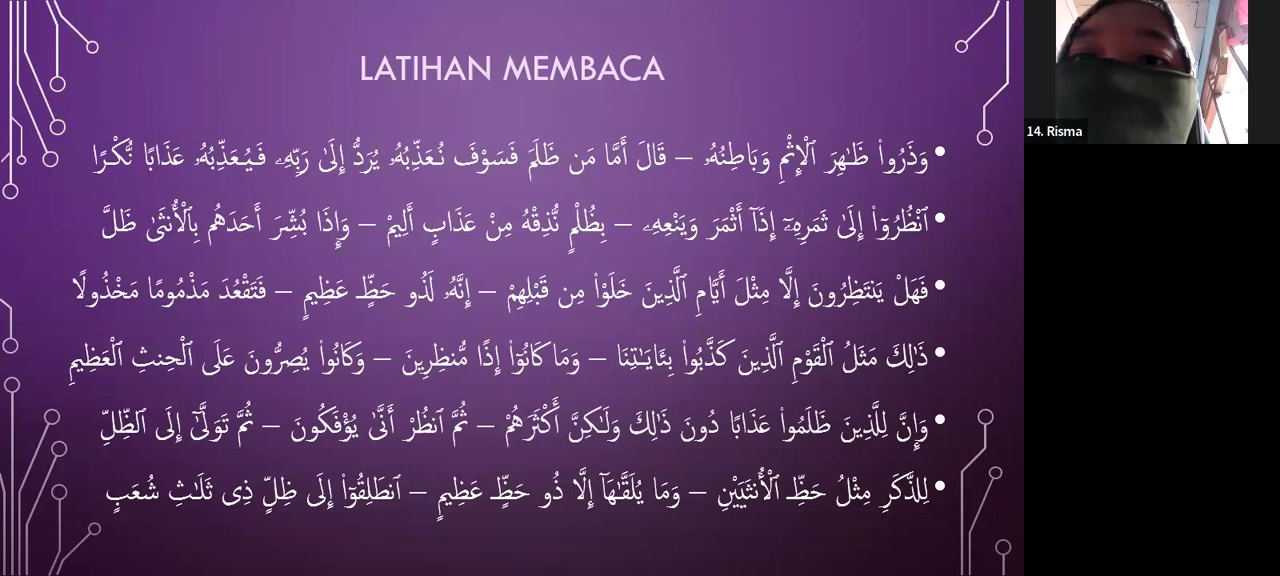 LATIHAN MEMBACA
14. Risma
• وَذَرُوا۟ ظَـٰهِرَ ٱلْإِثْمِ وَبَاطِنَهُۥ – قَالَ أَمَّا مَن ظَلَمَ فَسَوْفَ نُعَذِّبُهُۥ يُرَدُّ إِلَىٰ رَبِّهِۦ فَيُعَذِّبُهُۥ عَذَابًا نُّكْرًا
• ٱنْظُرُوٓا۟ إِلَىٰ ثَمَرِهِۦٓ إِذَآ أَثْمَرَ وَيَنْعِهِۦ – بِظُلْمٍ نُّذِقْهُ مِنْ عَذَابٍ أَلِيمْ – وَإِذَا بُشِّرَ أَحَدَهُم بِٱلْأُنثَىٰ ظَلَّ
• فَهَلْ يَنتَظِرُونَ إِلَّا مِثْلَ أَيَّامِ ٱلَّذِينَ خَلَوْا۟ مِن قَبْلِهِمْ – إِنَّهُۥ لَذُو حَظٍّ عَظِيمٍ – فَتَقْعُدَ مَذْمُومًا مَخْذُولًا
• ذَٰلِكَ مَثَلُ ٱلْقَوْمِ ٱلَّذِينَ كَذَّبُوا۟ بِـَٔايَـٰتِنَا – وَمَا كَانُوٓا۟ إِذًا مُّنظِرِينَ – وَكَانُوا۟ يُصِرُّونَ عَلَى ٱلْحِنثِ ٱلْعَظِيمِ
• وَإِنَّ لِلَّذِينَ ظَلَمُوا۟ عَذَابًا دُونَ ذَٰلِكَ وَلَـٰكِنَّ أَكْثَرَهُمْ – ثُمَّ ٱنظُرْ أَنَّىٰ يُؤْفَكُونَ – ثُمَّ تَوَلَّىٰٓ إِلَى ٱلظِّلِّ
• لِلذَّكَرِ مِثْلُ حَظِّ ٱلْأُنثَيَيْنِ – وَمَا يُلَقَّىٰهَآ إِلَّا ذُو حَظٍّ عَظِيمٍ – ٱنطَلِقُوٓا۟ إِلَى ظِلٍّ ذِى ثَلَـٰثِ شُعَبٍ